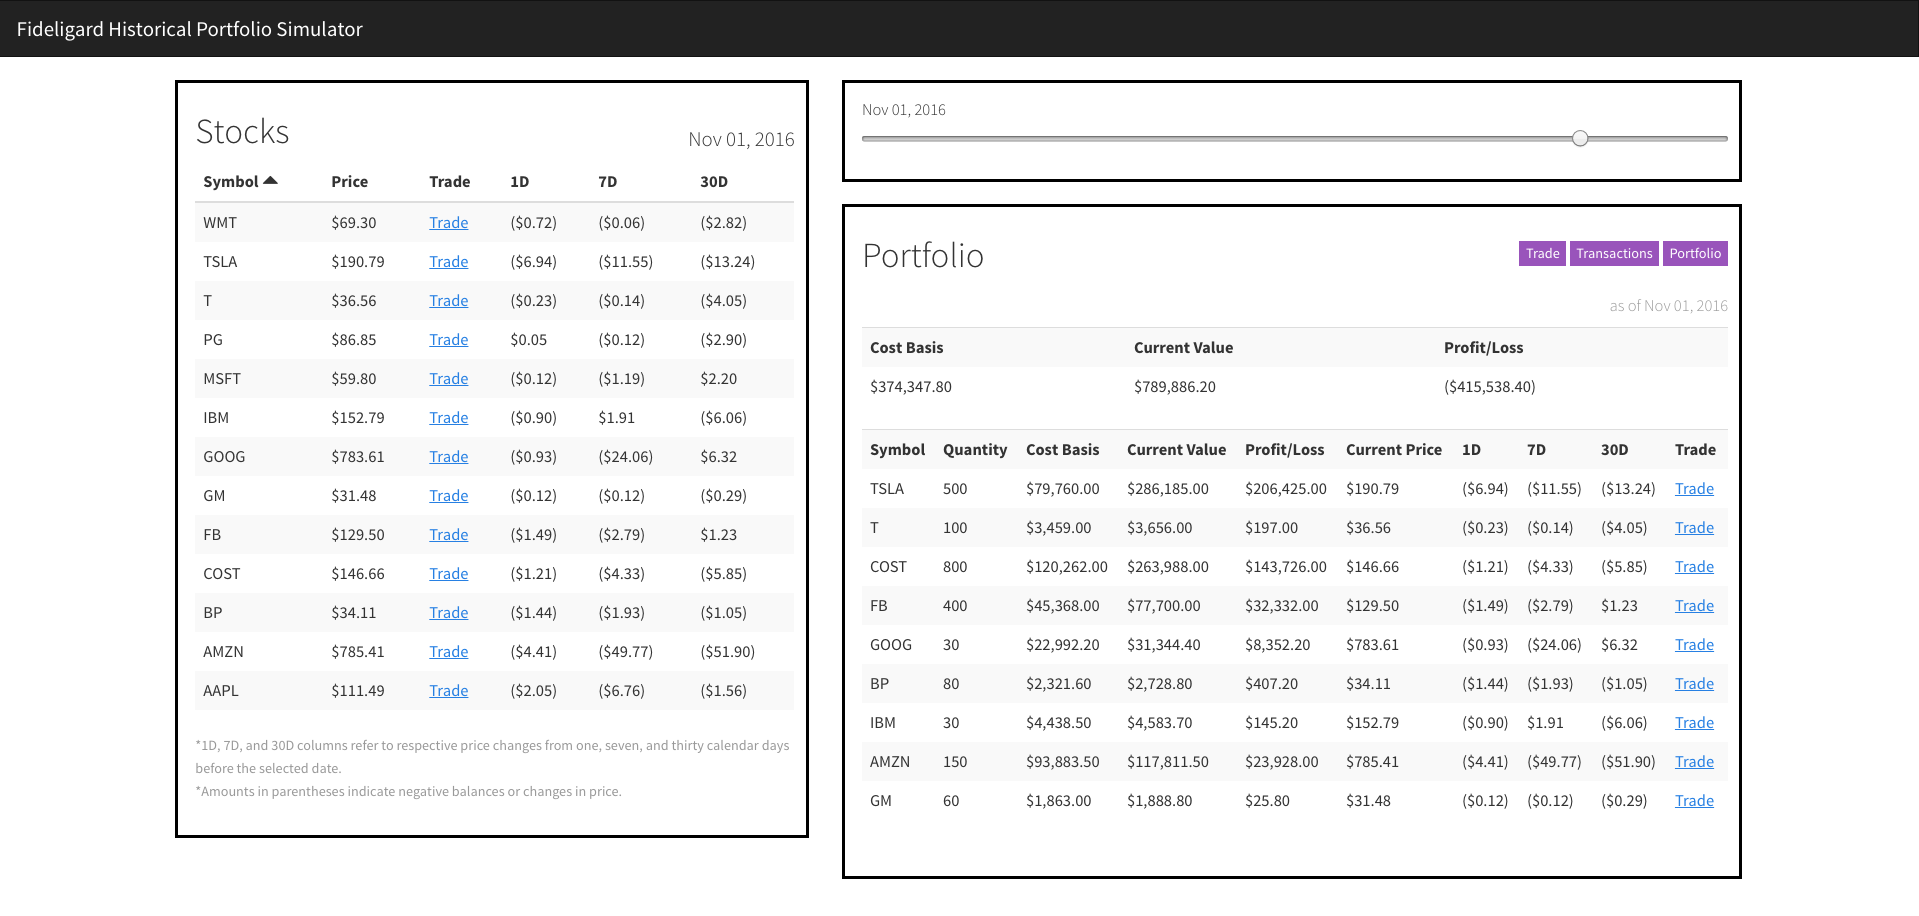 Fideligard Historical Portfolio Simulator
Stocks
Nov 01, 2016
Symbol Price Trade 1D 7D 30D
WMT $69.30 Trade ($0.72) ($0.06) ($2.82)
TSLA $190.79 Trade ($6.94) ($11.55) ($13.24)
T $36.56 Trade ($0.23) ($0.14) ($4.05)
PG $86.85 Trade $0.05 ($0.12) ($2.90)
MSFT $59.80 Trade ($0.12) ($1.19) $2.20
IBM $152.79 Trade ($0.90) $1.91 ($6.06)
GOOG $783.61 Trade ($0.93) ($24.06) $6.32
GM $31.48 Trade ($0.12) ($0.12) ($0.29)
FB $129.50 Trade ($1.49) ($2.79) $1.23
COST $146.66 Trade ($1.21) ($4.33) ($5.85)
BP $34.11 Trade ($1.44) ($1.93) ($1.05)
AMZN $785.41 Trade ($4.41) ($49.77) ($51.90)
AAPL $111.49 Trade ($2.05) ($6.76) ($1.56)
*1D, 7D, and 30D columns refer to respective price changes from one, seven, and thirty calendar days
before the selected date.
*Amounts in parentheses indicate negative balances or changes in price.
Nov 01, 2016
Portfolio
Trade Transactions Portfolio
as of Nov 01, 2016
Cost Basis Current Value Profit/Loss
$374,347.80 $789,886.20 ($415,538.40)
Symbol Quantity Cost Basis Current Value Profit/Loss Current Price 1D 7D 30D Trade
TSLA 500 $79,760.00 $286,185.00 $206,425.00 $190.79 ($6.94) ($11.55) ($13.24) Trade
T 100 $3,459.00 $3,656.00 $197.00 $36.56 ($0.23) ($0.14) ($4.05) Trade
COST 800 $120,262.00 $263,988.00 $143,726.00 $146.66 ($1.21) ($4.33) ($5.85) Trade
FB 400 $45,368.00 $77,700.00 $32,332.00 $129.50 ($1.49) ($2.79) $1.23 Trade
GOOG 30 $22,992.20 $31,344.40 $8,352.20 $783.61 ($0.93) ($24.06) $6.32 Trade
BP 80 $2,321.60 $2,728.80 $407.20 $34.11 ($1.44) ($1.93) ($1.05) Trade
IBM 30 $4,438.50 $4,583.70 $145.20 $152.79 ($0.90) $1.91 ($6.06) Trade
AMZN 150 $93,883.50 $117,811.50 $23,928.00 $785.41 ($4.41) ($49.77) ($51.90) Trade
GM 60 $1,863.00 $1,888.80 $25.80 $31.48 ($0.12) ($0.12) ($0.29) Trade